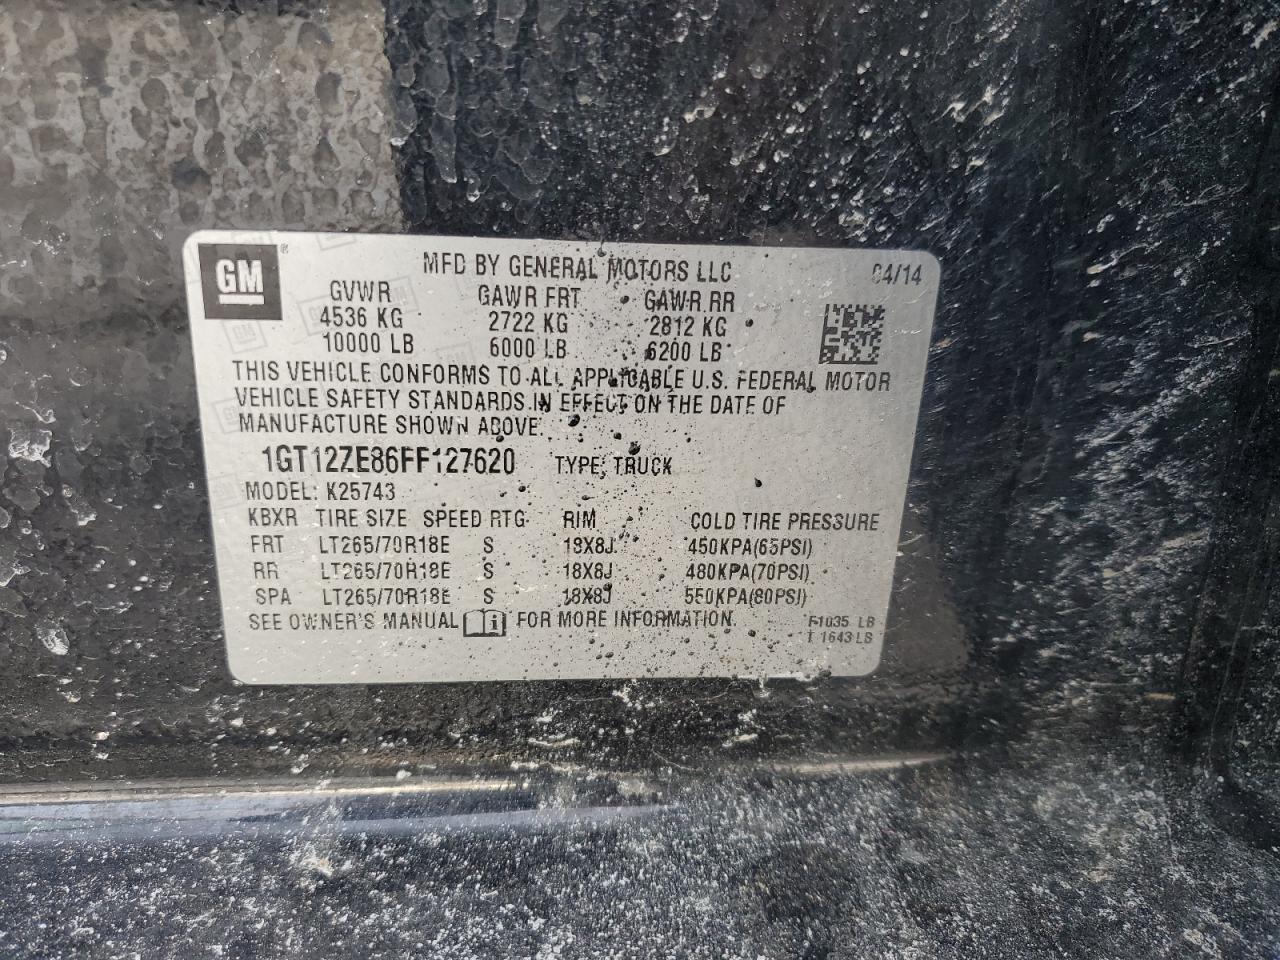 GM
MFD BY GENERAL MOTORS LLC 04/14
GVWR GAWR FRT GAWR RR
4536 KG 2722 KG 2812 KG
10000 LB 6000 LB 6200 LB
THIS VEHICLE CONFORMS TO ALL APPLICABLE U.S. FEDERAL MOTOR
VEHICLE SAFETY STANDARDS IN EFFECT ON THE DATE OF
MANUFACTURE SHOWN ABOVE.
1GT12ZE86FF127620 TYPE: TRUCK
MODEL: K25743
KBXR TIRE SIZE SPEED RTG RIM COLD TIRE PRESSURE
FRT LT265/70R18E S 18X8J 450KPA(65PSI)
RR LT265/70R18E S 18X8J 480KPA(70PSI)
SPA LT265/70R18E S 18X8J 550KPA(80PSI)
SEE OWNER'S MANUAL FOR MORE INFORMATION.
F1035 LB
T 1643 LB